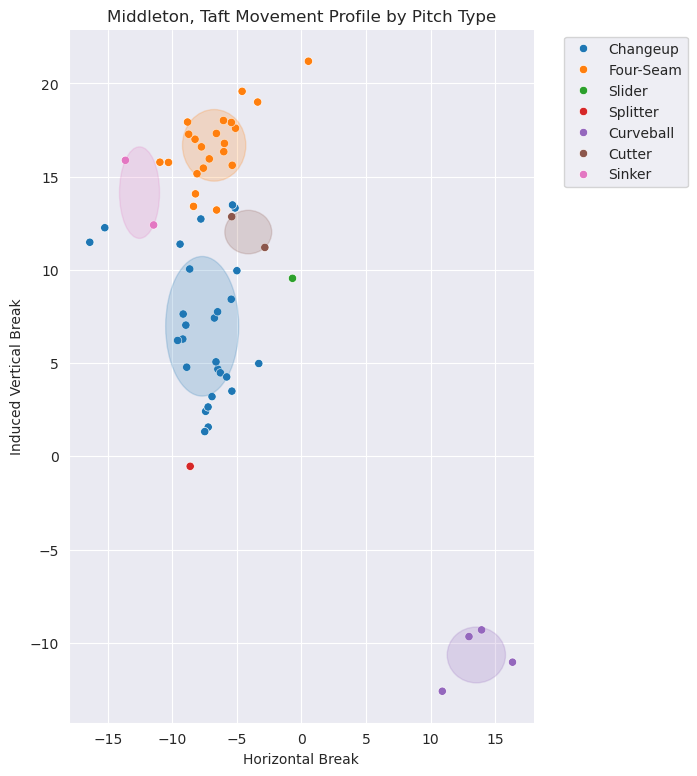 Middleton, Taft Movement Profile by Pitch Type
Changeup
Four-Seam
Slider
Splitter
Curveball
Cutter
Sinker
Induced Vertical Break
20
15
10
5
0
−5
−10
−15
−10
−5
0
5
10
15
Horizontal Break